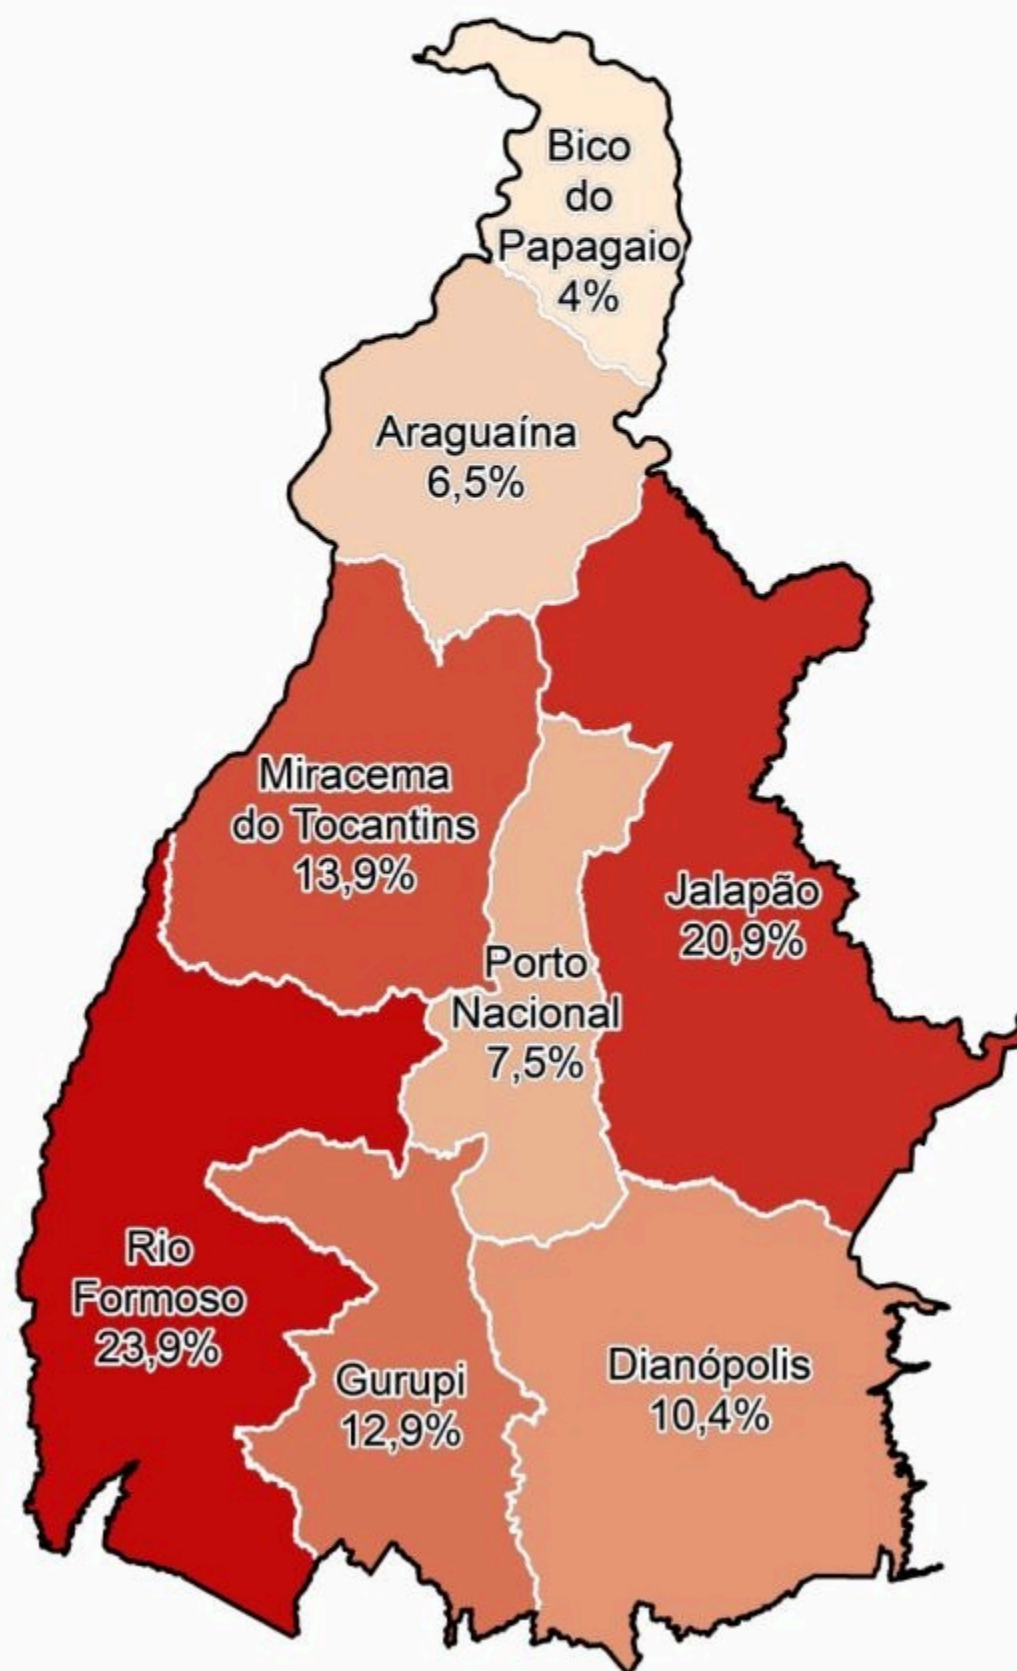 Bico
do
Papagaio
4%
Araguaína
6,5%
Miracema
do Tocantins
13,9%
Jalapão
20,9%
Porto
Nacional
7,5%
Rio
Formoso
23,9%
Gurupi
12,9%
Dianópolis
10,4%